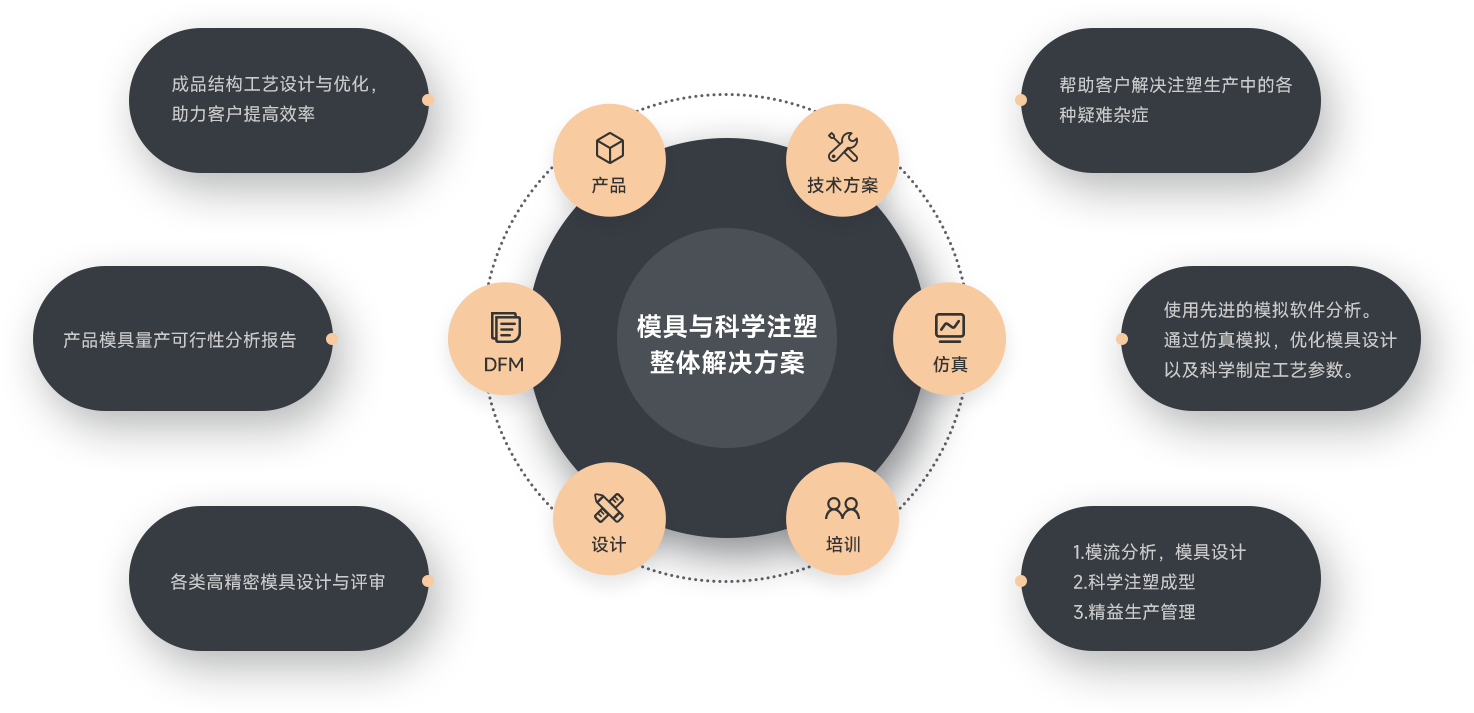 成品结构工艺设计与优化，
助力客户提高效率
产品
技术方案
帮助客户解决注塑生产中的各
种疑难杂症
产品模具量产可行性分析报告
DFM
模具与科学注塑
整体解决方案
仿真
使用先进的模拟软件分析。
通过仿真模拟，优化模具设计
以及科学制定工艺参数。
各类高精密模具设计与评审
设计
培训
1.模流分析，模具设计
2.科学注塑成型
3.精益生产管理